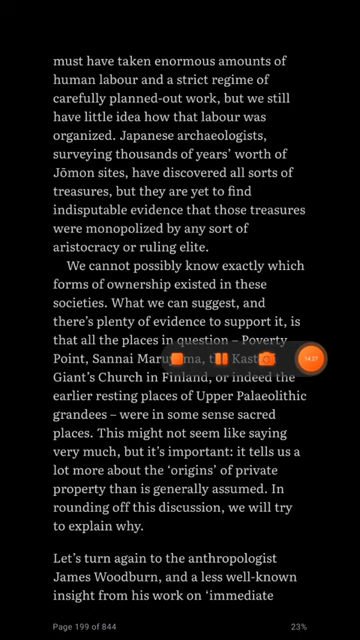 must have taken enormous amounts of
human labour and a strict regime of
carefully planned-out work, but we still
have little idea how that labour was
organized. Japanese archaeologists,
surveying thousands of years’ worth of
Jōmon sites, have discovered all sorts of
treasures, but they are yet to find
indisputable evidence that those treasures
were monopolized by any sort of
aristocracy or ruling elite.
We cannot possibly know exactly which
forms of ownership existed in these
societies. What we can suggest, and
there’s plenty of evidence to support it, is
that all the places in question – Poverty
Point, Sannai Maruyama,
14:27
Giant’s Church in Finland, or indeed the
earlier resting places of Upper Palaeolithic
grandees – were in some sense sacred
places. This might not seem like saying
very much, but it’s important: it tells us a
lot more about the ‘origins’ of private
property than is generally assumed. In
rounding off this discussion, we will try
to explain why.
Let’s turn again to the anthropologist
James Woodburn, and a less well-known
insight from his work on ‘immediate
Page 199 of 844
23%